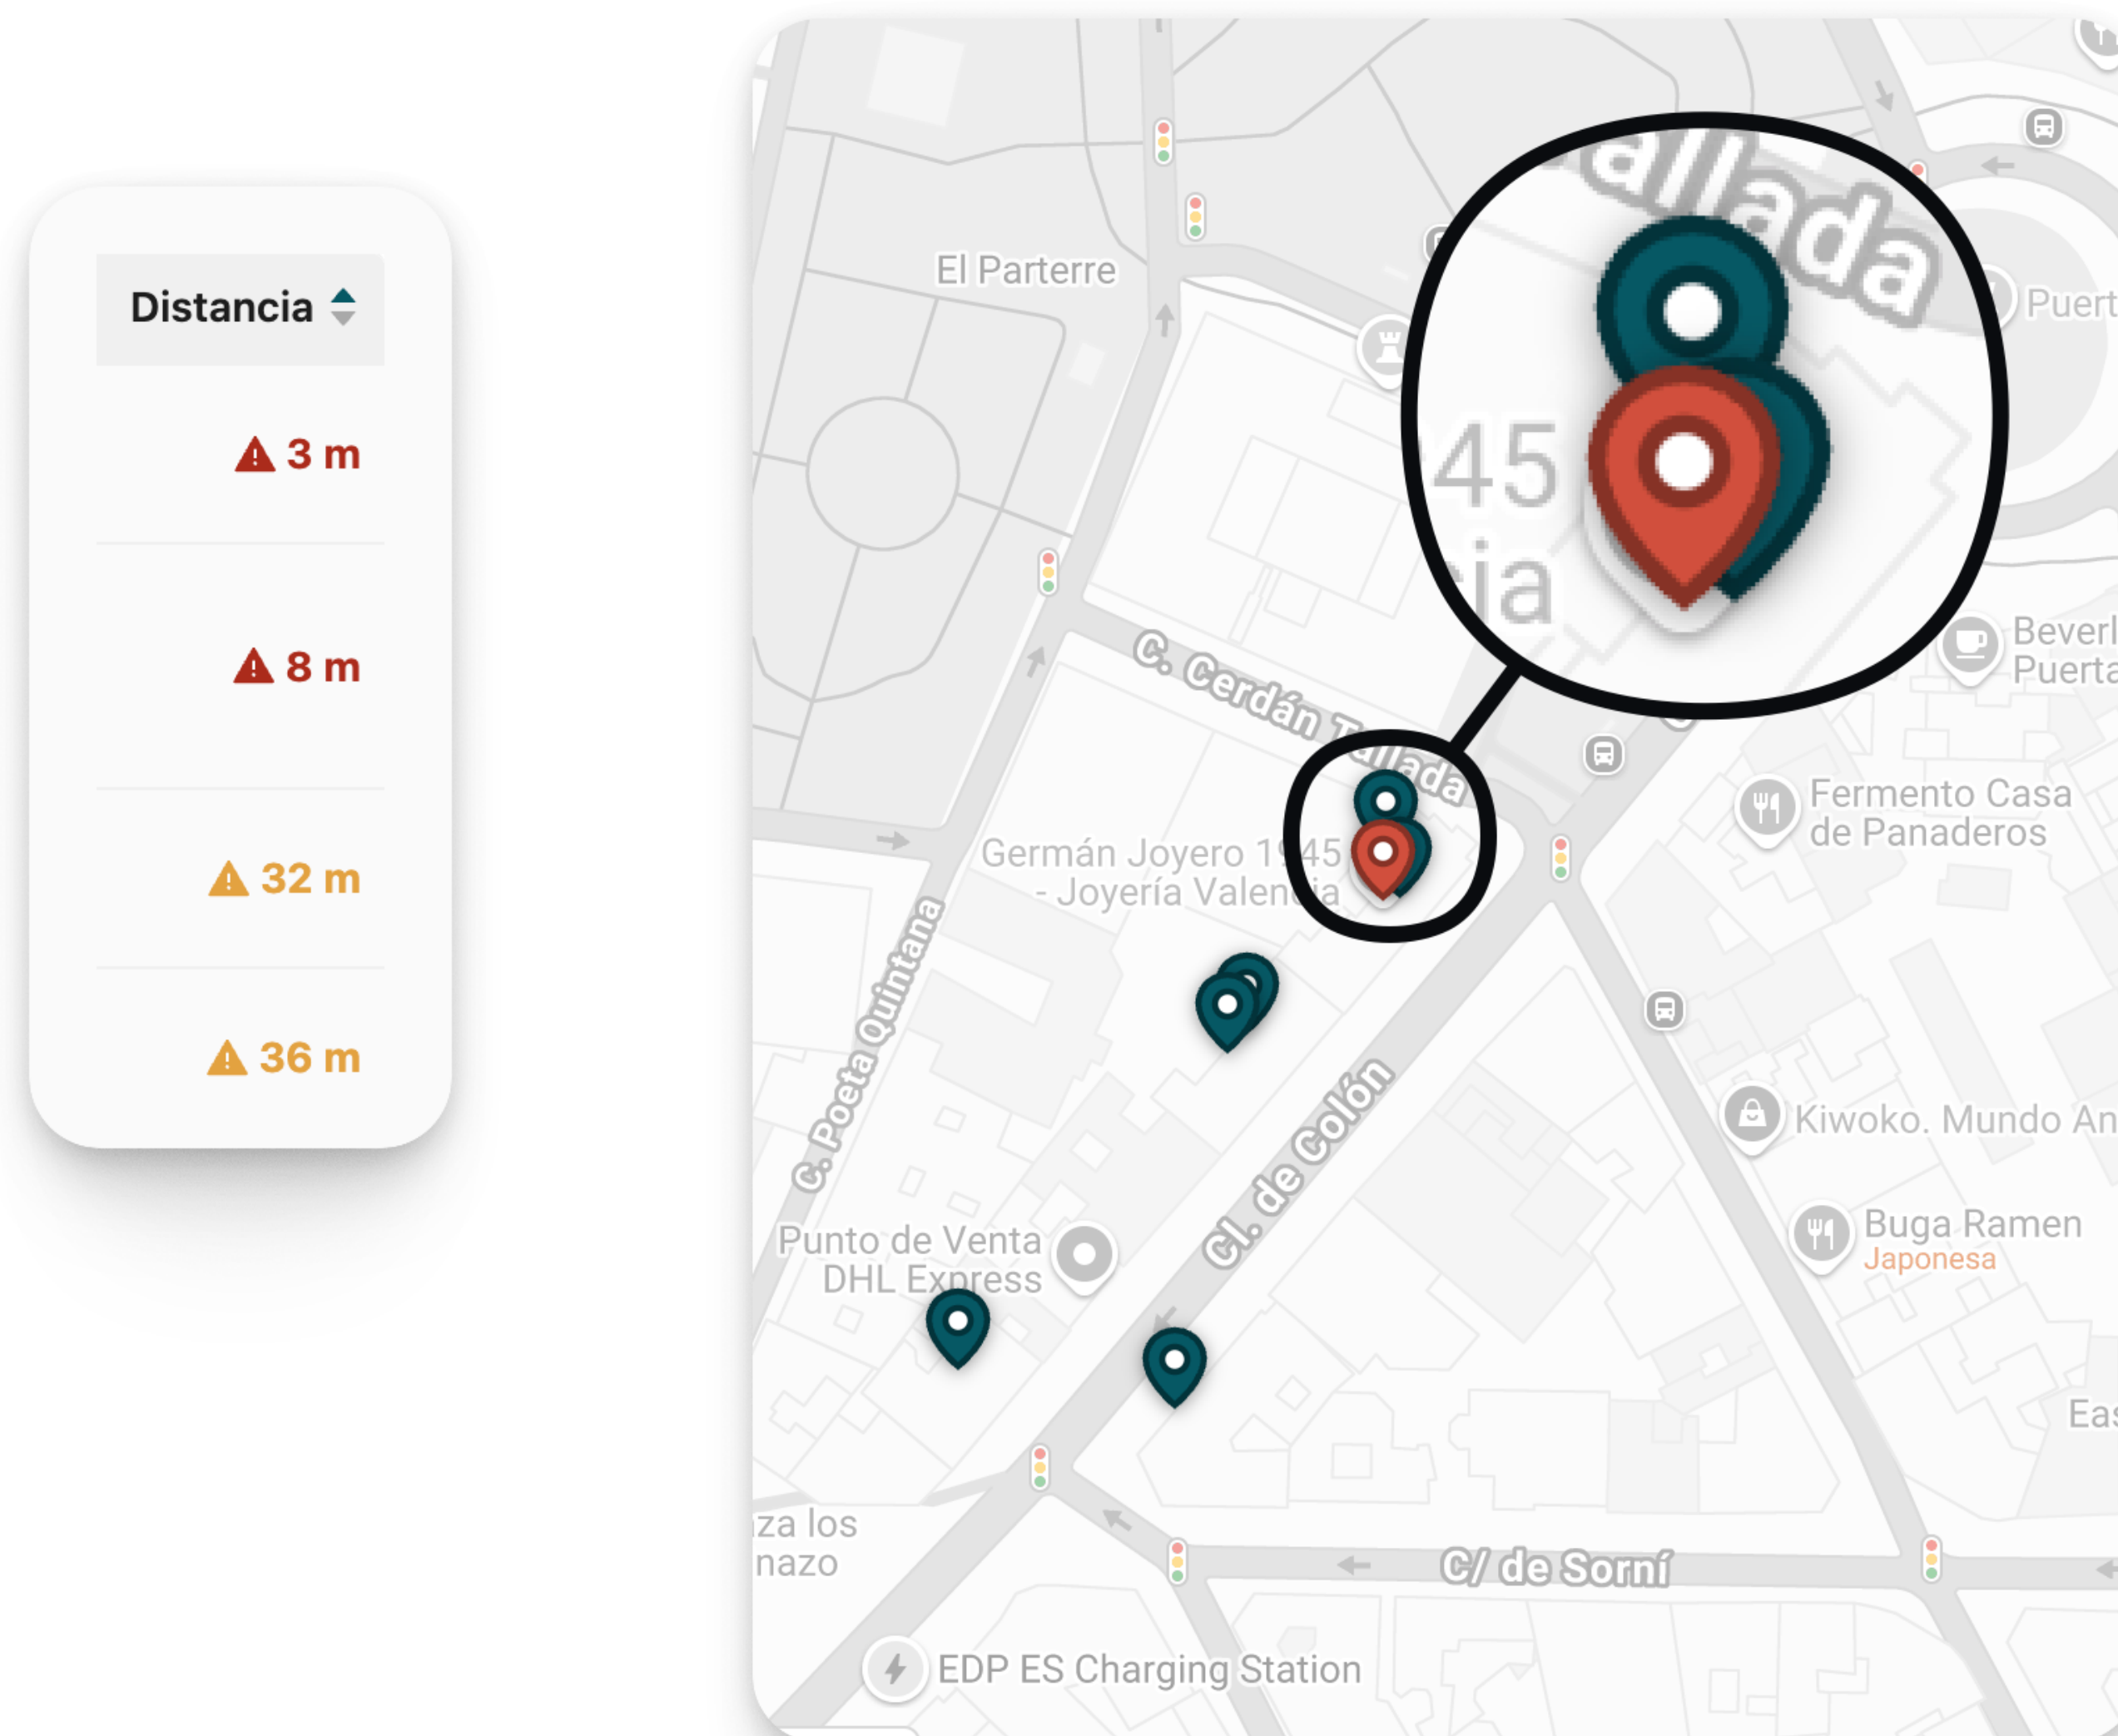 Distancia
3 m
8 m
32 m
36 m
El Parterre
C. Cerdán Tallada
allada
45
ia
Puert
Beverl
Puerta
Fermento Casa
de Panaderos
Germán Joyero 1945
- Joyería Valencia
C. Poeta Quintana
Cl. de Colón
Kiwoko. Mundo An
Punto de Venta
DHL Express
Buga Ramen
Japonesa
Eas
za los
nazo
C/ de Sorní
EDP ES Charging Station